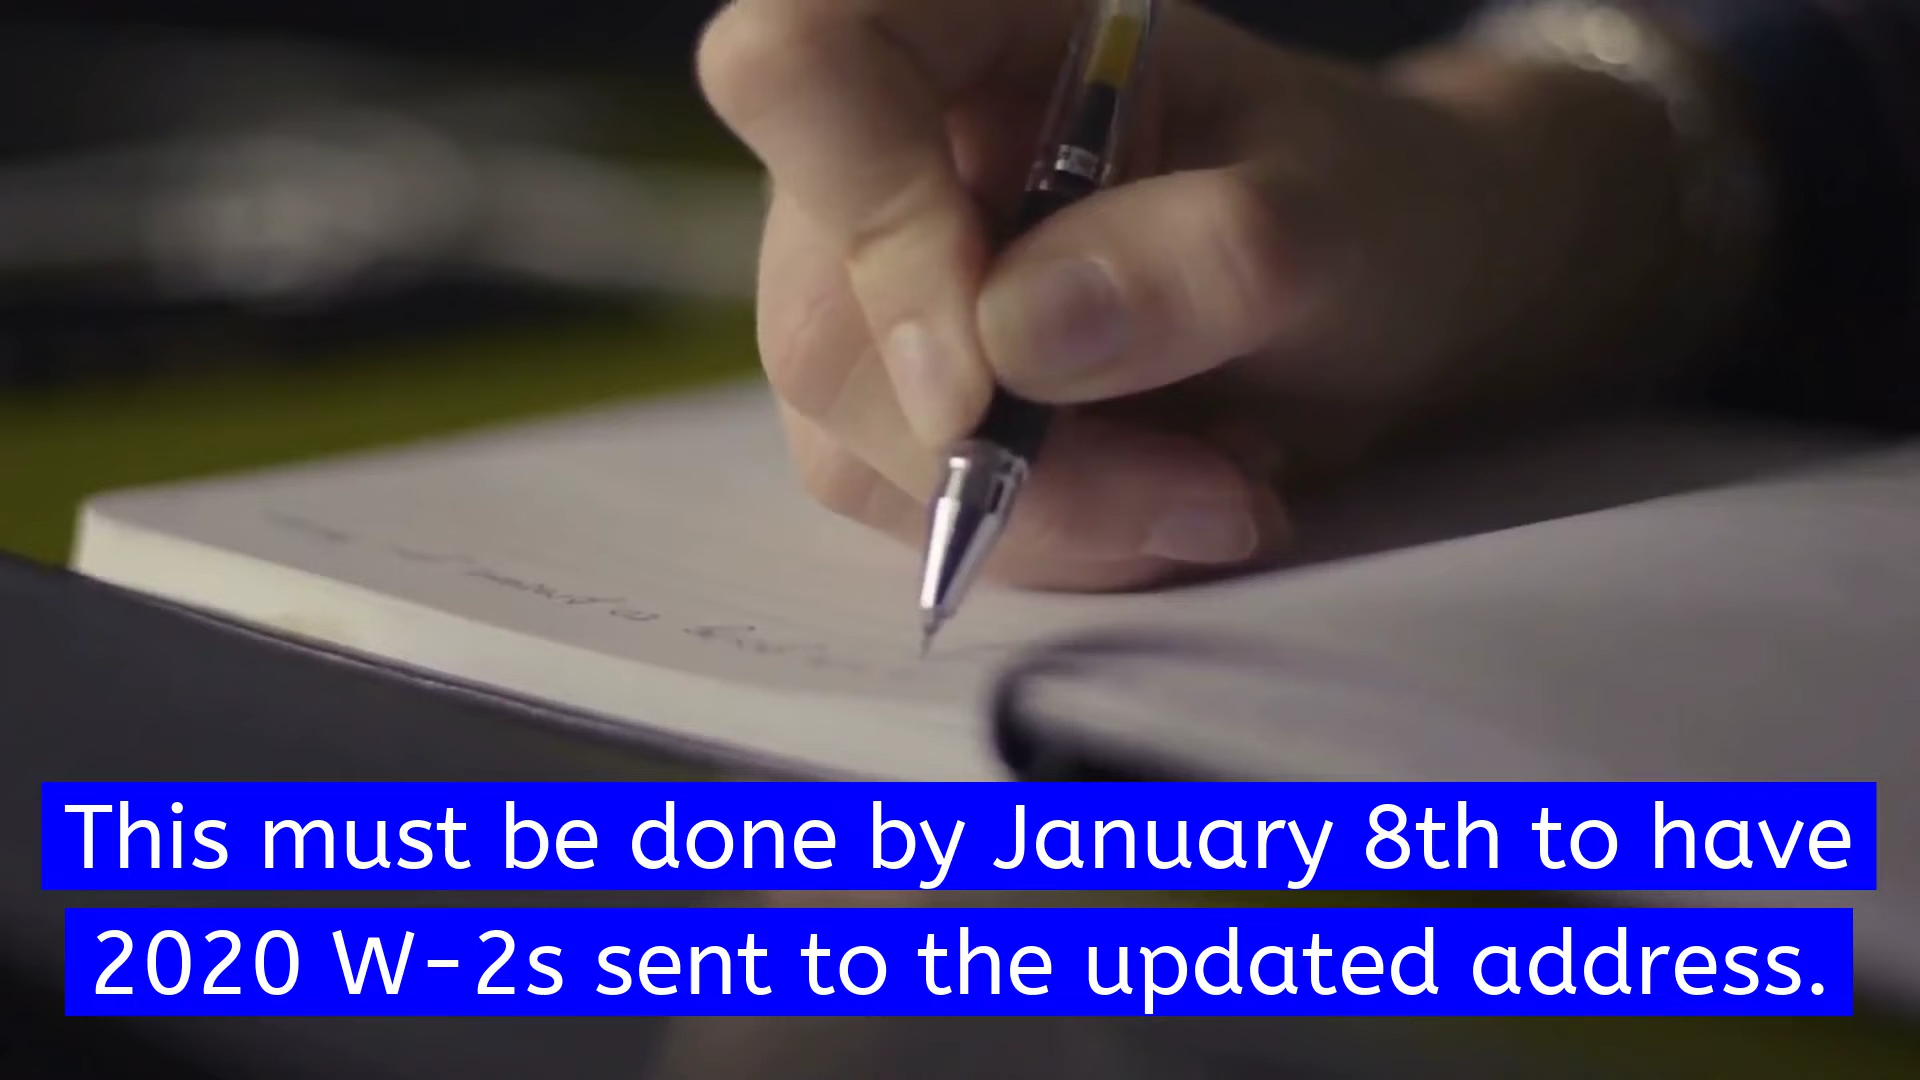 This must be done by January 8th to have
2020 W-2s sent to the updated address.